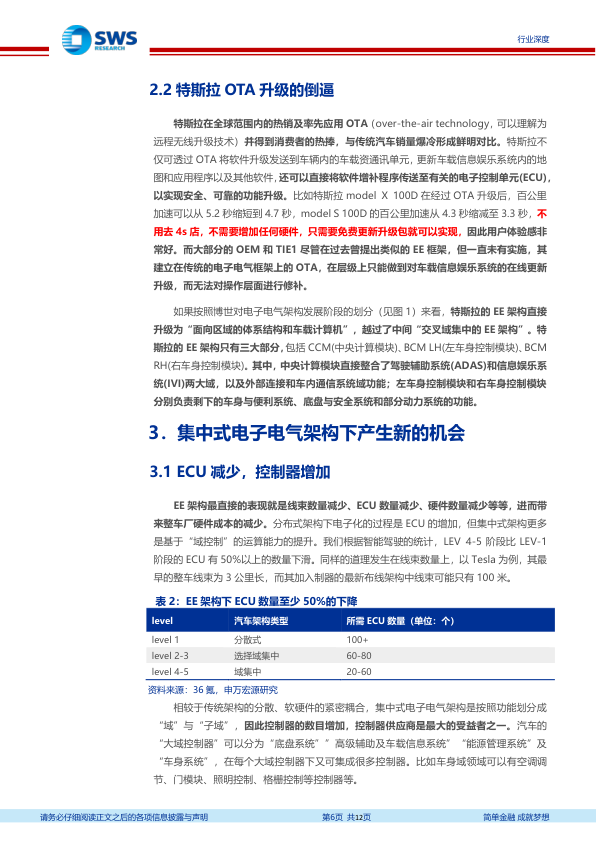 SWS
RESEARCH
行业深度
2.2 特斯拉 OTA 升级的倒逼
特斯拉在全球范围内的热销及率先应用 OTA（over-the-air technology，可以理解为
远程无线升级技术）并得到消费者的热捧，与传统汽车销量爆冷形成鲜明对比。特斯拉不
仅可透过 OTA 将软件升级发送到车辆内的车载资通讯单元，更新车载信息娱乐系统内的地
图和应用程序以及其他软件，还可以直接将软件增补程序传送至有关的电子控制单元(ECU)，
以实现安全、可靠的功能升级。比如特斯拉 model X 100D 在经过 OTA 升级后，百公里
加速可以从 5.2 秒缩短到 4.7 秒，model S 100D 的百公里加速从 4.3 秒缩减至 3.3 秒，不
用去 4s 店，不需要增加任何硬件，只需要免费更新升级包就可以实现，因此用户体验感非
常好。而大部分的 OEM 和 TIE1 尽管在过去曾提出类似的 EE 框架，但一直未有实施，其
建立在传统的电子电气框架上的 OTA，在层级上只能做到对车载信息娱乐系统的在线更新
升级，而无法对操作层面进行修补。
如果按照博世对电子电气架构发展阶段的划分（见图 1）来看，特斯拉的 EE 架构直接
升级为“面向区域的体系结构和车载计算机”，越过了中间“交叉域集中的 EE 架构”。特
斯拉的 EE 架构只有三大部分，包括 CCM(中央计算模块)、BCM LH(左车身控制模块)、BCM
RH(右车身控制模块)。其中，中央计算模块直接整合了驾驶辅助系统(ADAS)和信息娱乐系
统(IVI)两大域，以及外部连接和车内通信系统域功能；左车身控制模块和右车身控制模块
分别负责剩下的车身与便利系统、底盘与安全系统和部分动力系统的功能。
3．集中式电子电气架构下产生新的机会
3.1 ECU 减少，控制器增加
EE 架构最直接的表现就是线束数量减少、ECU 数量减少、硬件数量减少等等，进而带
来整车厂硬件成本的减少。分布式架构下电子化的过程是 ECU 的增加，但集中式架构更多
是基于“域控制”的运算能力的提升。我们根据智能驾驶的统计，LEV 4-5 阶段比 LEV-1
阶段的 ECU 有 50%以上的数量下滑。同样的道理发生在线束数量上，以 Tesla 为例，其最
早的整车线束为 3 公里长，而其加入制器的最新布线架构中线束可能只有 100 米。
表 2：EE 架构下 ECU 数量至少 50%的下降
level 汽车架构类型 所需 ECU 数量（单位：个）
level 1 分散式 100+
level 2-3 选择域集中 60-80
level 4-5 域集中 20-60
资料来源：36 氪，申万宏源研究
相较于传统架构的分散、软硬件的紧密耦合，集中式电子电气架构是按照功能划分成
“域”与“子域”，因此控制器的数目增加，控制器供应商是最大的受益者之一。汽车的
“大域控制器”可以分为“底盘系统”“高级辅助及车载信息系统”“能源管理系统”及
“车身系统”，在每个大域控制器下又可集成很多控制器。比如车身域领域可以有空调调
节、门模块、照明控制、格栅控制等控制器等。
请务必仔细阅读正文之后的各项信息披露与声明 第6页 共12页 简单金融 成就梦想